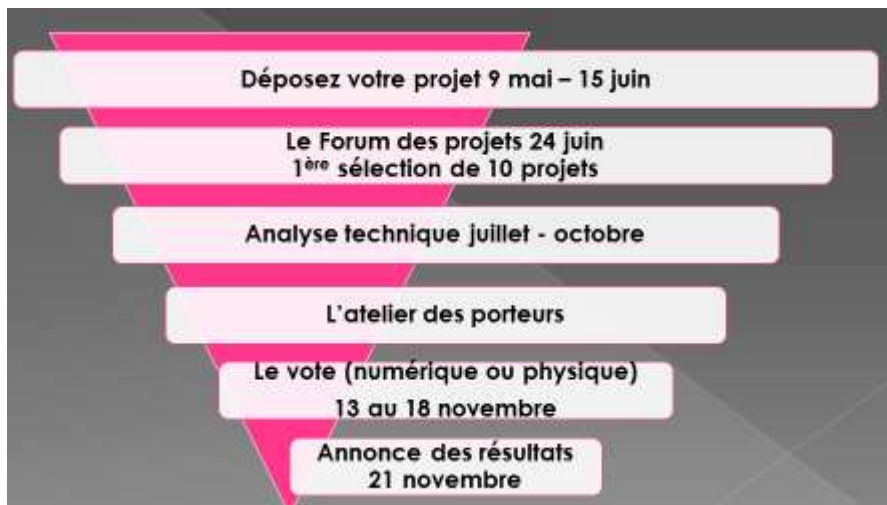 Déposez votre projet 9 mai – 15 juin
Le Forum des projets 24 juin
1ère sélection de 10 projets
Analyse technique juillet - octobre
L'atelier des porteurs
Le vote (numérique ou physique)
13 au 18 novembre
Annonce des résultats
21 novembre